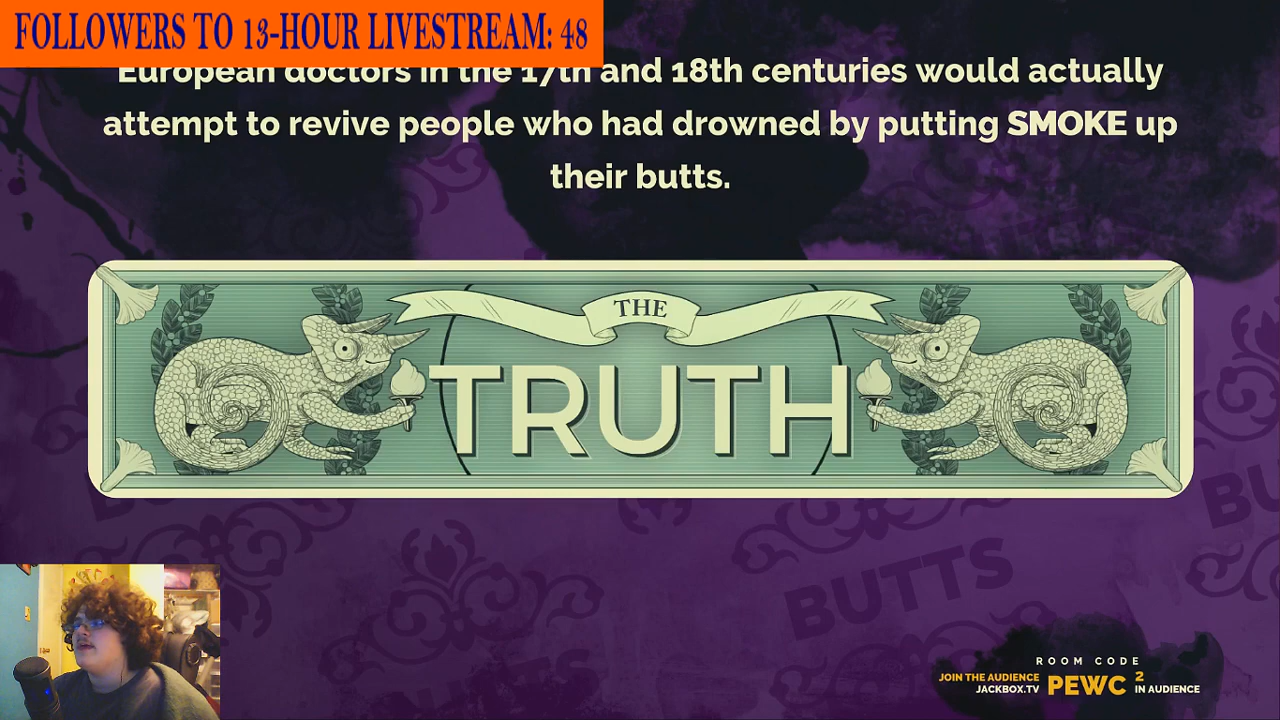 FOLLOWERS TO 13-HOUR LIVESTREAM: 48
European doctors in the 17th and 18th centuries would actually
attempt to revive people who had drowned by putting SMOKE up
their butts.
THE
TRUTH
BUTTS
ROOM CODE
JOIN THE AUDIENCE
JACKBOX.TV
PEWC
2
IN AUDIENCE